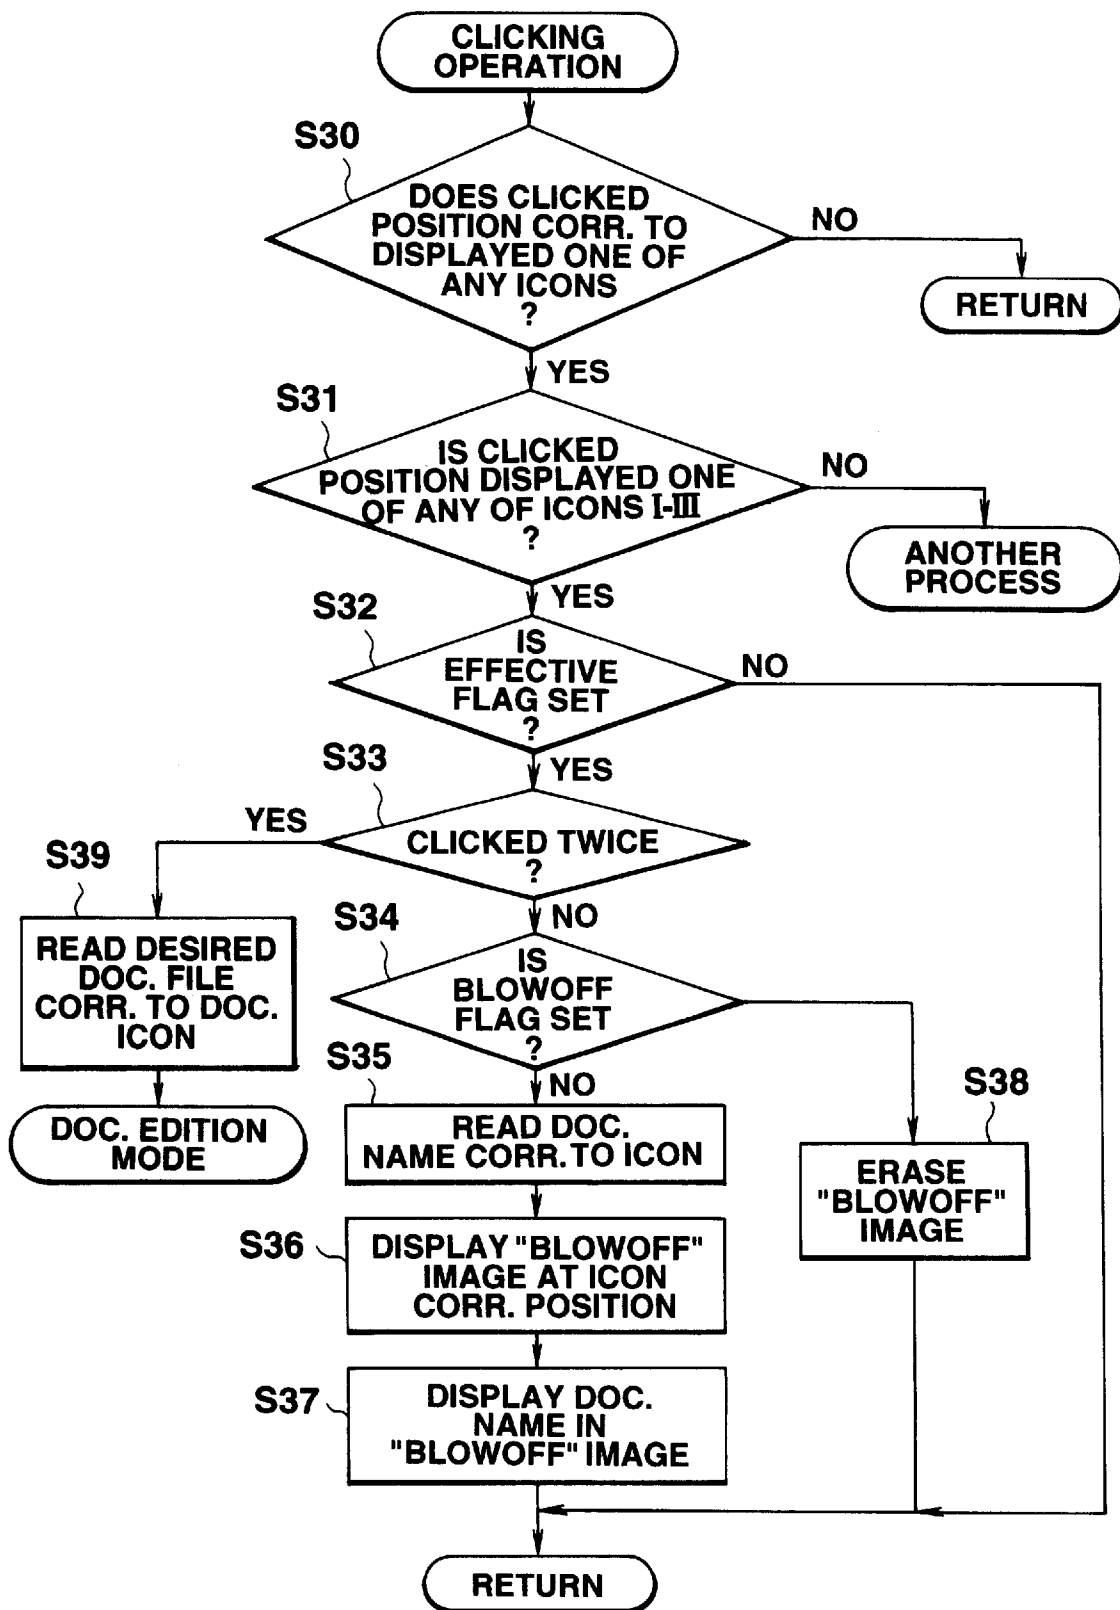 CLICKING
OPERATION
S30
DOES CLICKED
POSITION CORR. TO
DISPLAYED ONE OF
ANY ICONS
?
NO
RETURN
YES
S31
IS CLICKED
POSITION DISPLAYED ONE
OF ANY OF ICONS I-III
?
NO
ANOTHER
PROCESS
YES
S32
IS
EFFECTIVE
FLAG SET
?
NO
YES
S33
CLICKED TWICE
?
YES
S39
READ DESIRED
DOC. FILE
CORR. TO DOC.
ICON
DOC. EDITION
MODE
NO
S34
IS
BLOWOFF
FLAG SET
?
NO
S35
READ DOC.
NAME CORR. TO ICON
S38
ERASE
"BLOWOFF"
IMAGE
S36
DISPLAY "BLOWOFF"
IMAGE AT ICON
CORR. POSITION
S37
DISPLAY DOC.
NAME IN
"BLOWOFF" IMAGE
RETURN